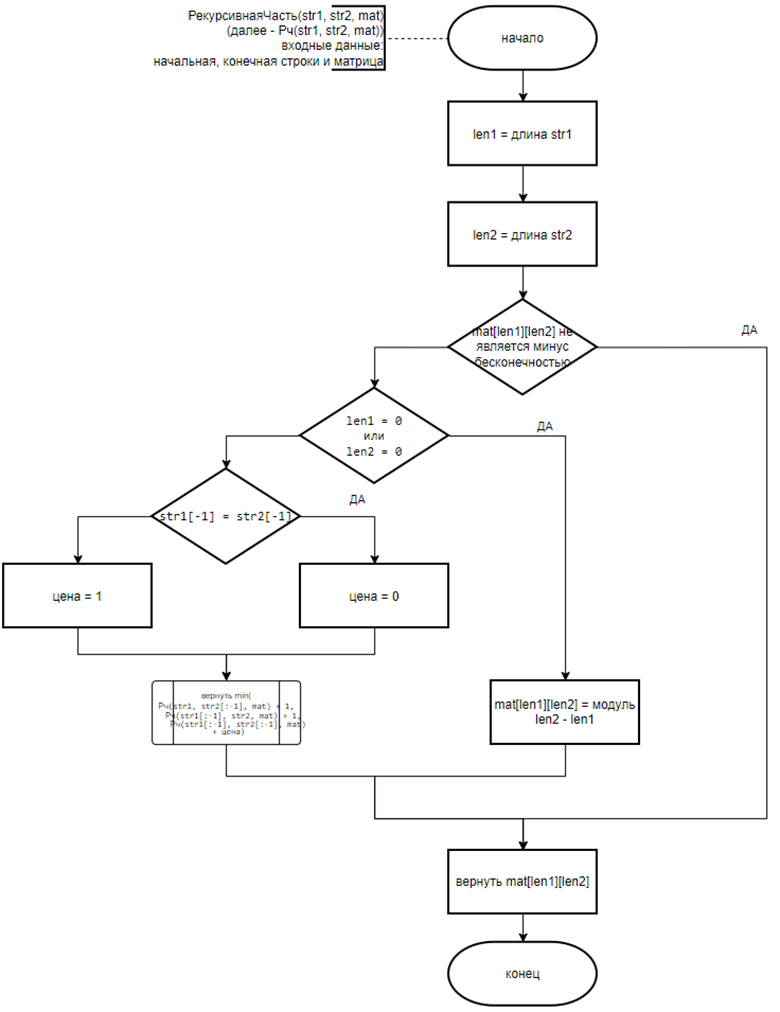 РекурсивнаяЧасть(str1, str2, mat)
(далее - Рч(str1, str2, mat))
входные данные:
начальная, конечная строки и матрица
начало
len1 = длина str1
len2 = длина str2
mat[len1][len2] не
является минус
бесконечностью
ДА
len1 = 0
или
len2 = 0
ДА
str1[-1] = str2[-1]
ДА
цена = 1
цена = 0
вернуть min(
Рч(str1, str2[:-1], mat) + 1,
Рч(str1[:-1], str2, mat) + 1,
Рч(str1[:-1], str2[:-1], mat)
+ цена)
mat[len1][len2] = модуль
len2 - len1
вернуть mat[len1][len2]
конец